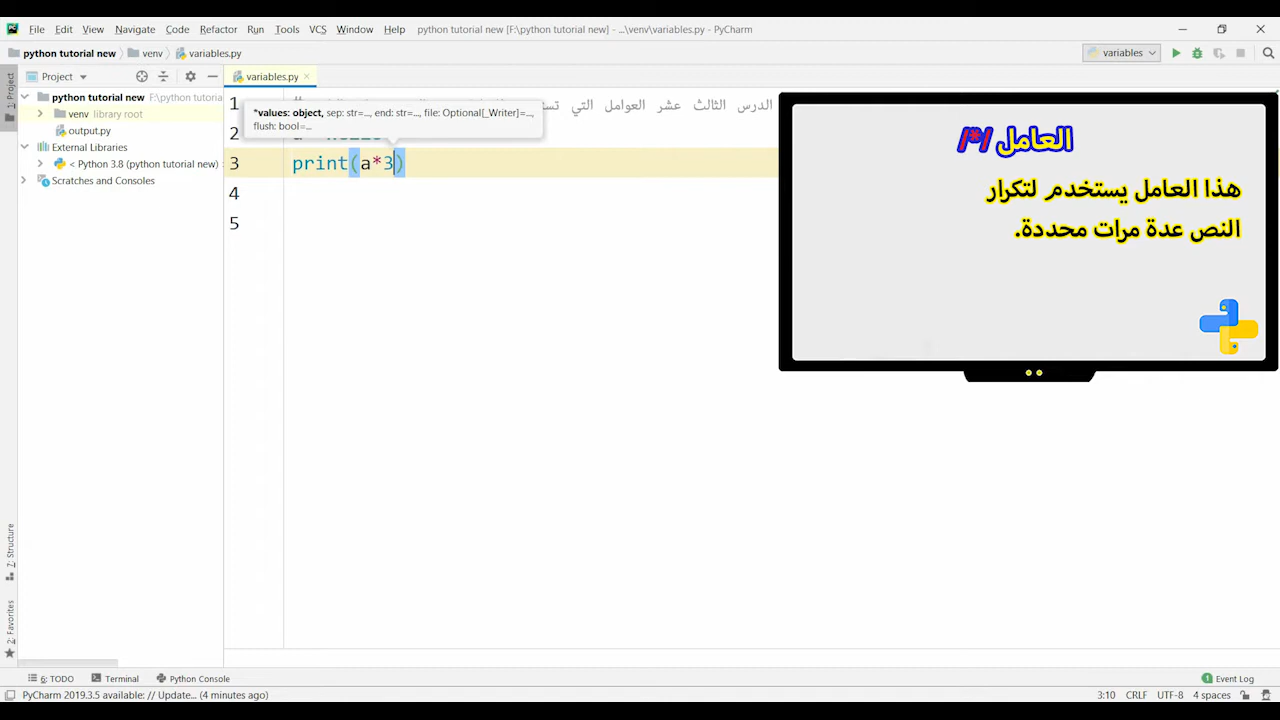 File Edit View Navigate Code Refactor Run Tools VCS Window Help python tutorial new [F:\python tutorial new] - ...\venv\variables.py - PyCharm
python tutorial new venv variables.py variables
Project variables.py
1: Project
python tutorial new F:\python tutoria
venv library root
output.py
External Libraries
< Python 3.8 (python tutorial new)
Scratches and Consoles
1 # الدرس الثالث عشر العوامل التي
*values: object, sep: str=..., end: str=..., file: Optional[_Writer]=...,
flush: bool=...
2
3 print(a*3)
4
5
العامل /*/
هذا العامل يستخدم لتكرار
النص عدة مرات محددة.
7: Structure
2: Favorites
6: TODO Terminal Python Console 1 Event Log
PyCharm 2019.3.5 available: // Update... (4 minutes ago) 3:10 CRLF UTF-8 4 spaces